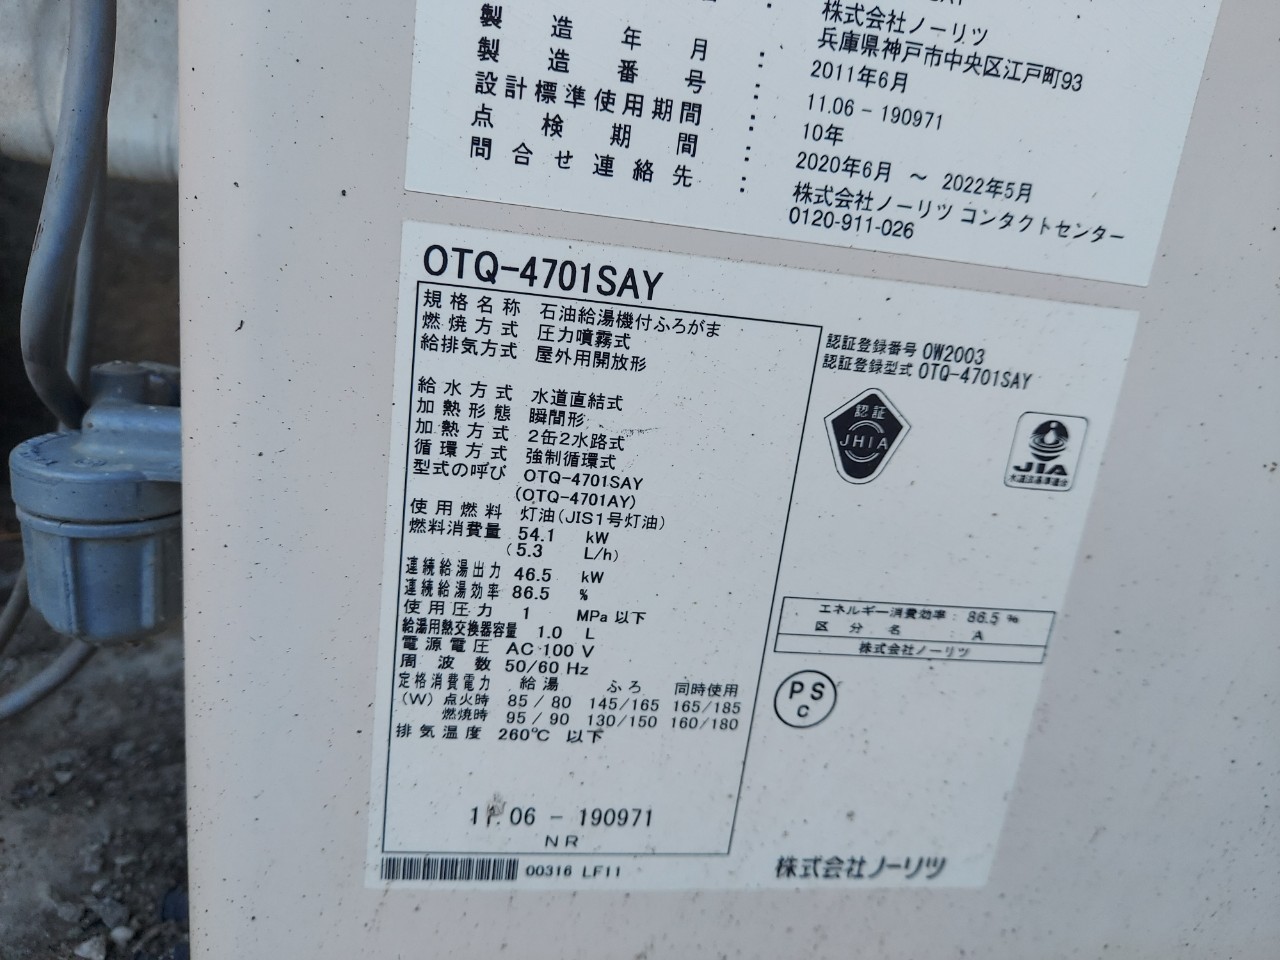 株式会社ノーリツ
兵庫県神戸市中央区江戸町93
製造年月 : 2011年6月
製造番号 : 11.06-190971
設計標準使用期間 : 10年
点検期間 : 2020年6月 ～ 2022年5月
問合せ連絡先 : 株式会社ノーリツ コンタクトセンター
0120-911-026
OTQ-4701SAY
規格名称 石油給湯機付ふろがま
燃焼方式 圧力噴霧式
給排気方式 屋外用開放形
給水方式 水道直結式
加熱形態 瞬間形
加熱方式 2缶2水路式
循環方式 強制循環式
型式の呼び OTQ-4701SAY
(OTQ-4701AY)
使用燃料 灯油(JIS1号灯油)
燃料消費量 54.1 kW
(5.3 L/h)
連続給湯出力 46.5 kW
連続給湯効率 86.5 %
使用圧力 1 MPa 以下
給湯用熱交換器容量 1.0 L
電源電圧 AC 100 V
周波数 50/60 Hz
定格消費電力 給湯 ふろ 同時使用
(W) 点火時 85/80 145/165 165/185
燃焼時 95/90 130/150 160/180
排気温度 260℃ 以下
11.06-190971
NR
00316 LF11
認証登録番号 0W2003
認証登録型式 OTQ-4701SAY
認証
JHIA
JIA
水道法基準適合
エネルギー消費効率 : 86.5 %
区分名 : A
株式会社ノーリツ
PS
C
株式会社ノーリツ